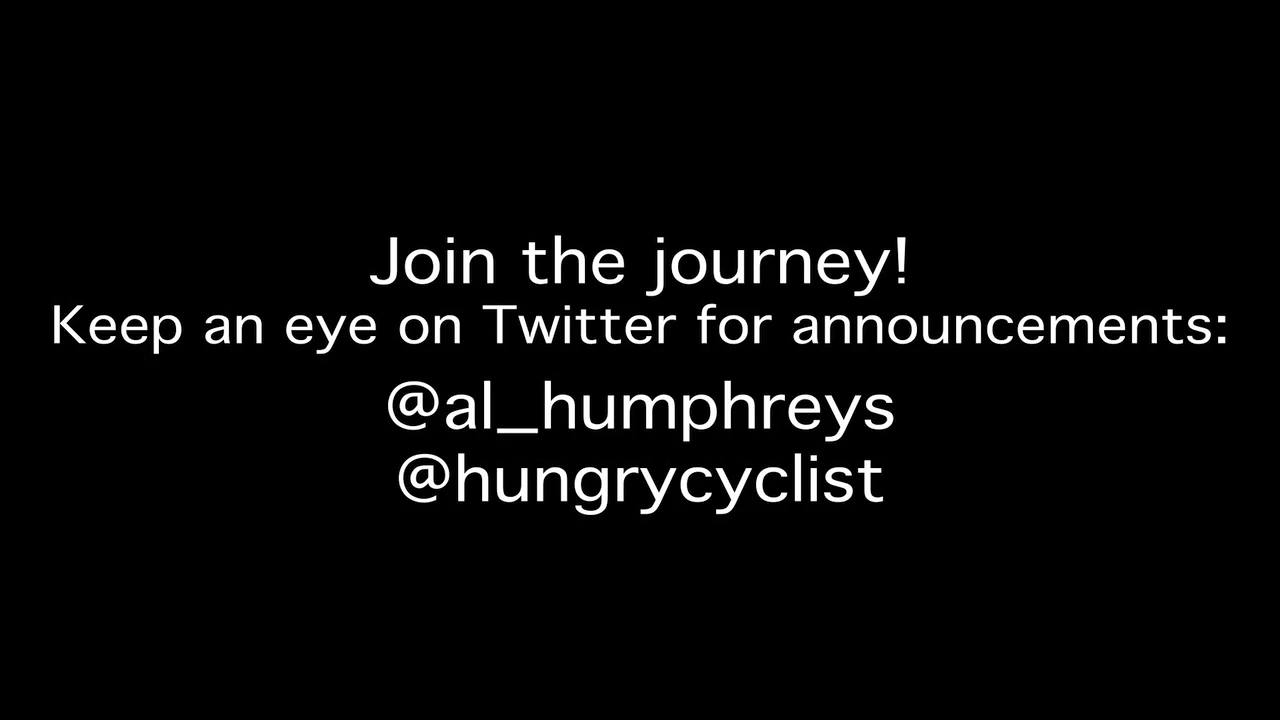 Join the journey!
Keep an eye on Twitter for announcements:
@al_humphreys
@hungrycyclist